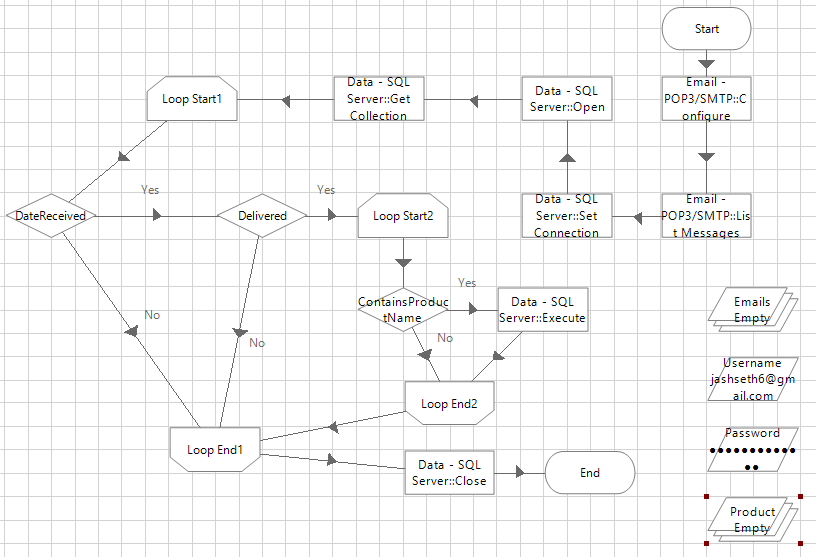 Start
Email -
POP3/SMTP::C
onfigure
Data - SQL
Server::Open
Data - SQL
Server::Get
Collection
Loop Start1
Yes
Yes
DateReceived
Delivered
Loop Start2
Data - SQL
Server::Set
Connection
Email -
POP3/SMTP::Lis
t Messages
ContainsProduc
tName
Yes
Data - SQL
Server::Execute
Emails
Empty
No
No
No
Username
jashseth6@gm
ail.com
Loop End2
Loop End1
Password
•••••••••••
••
Data - SQL
Server::Close
End
Product
Empty